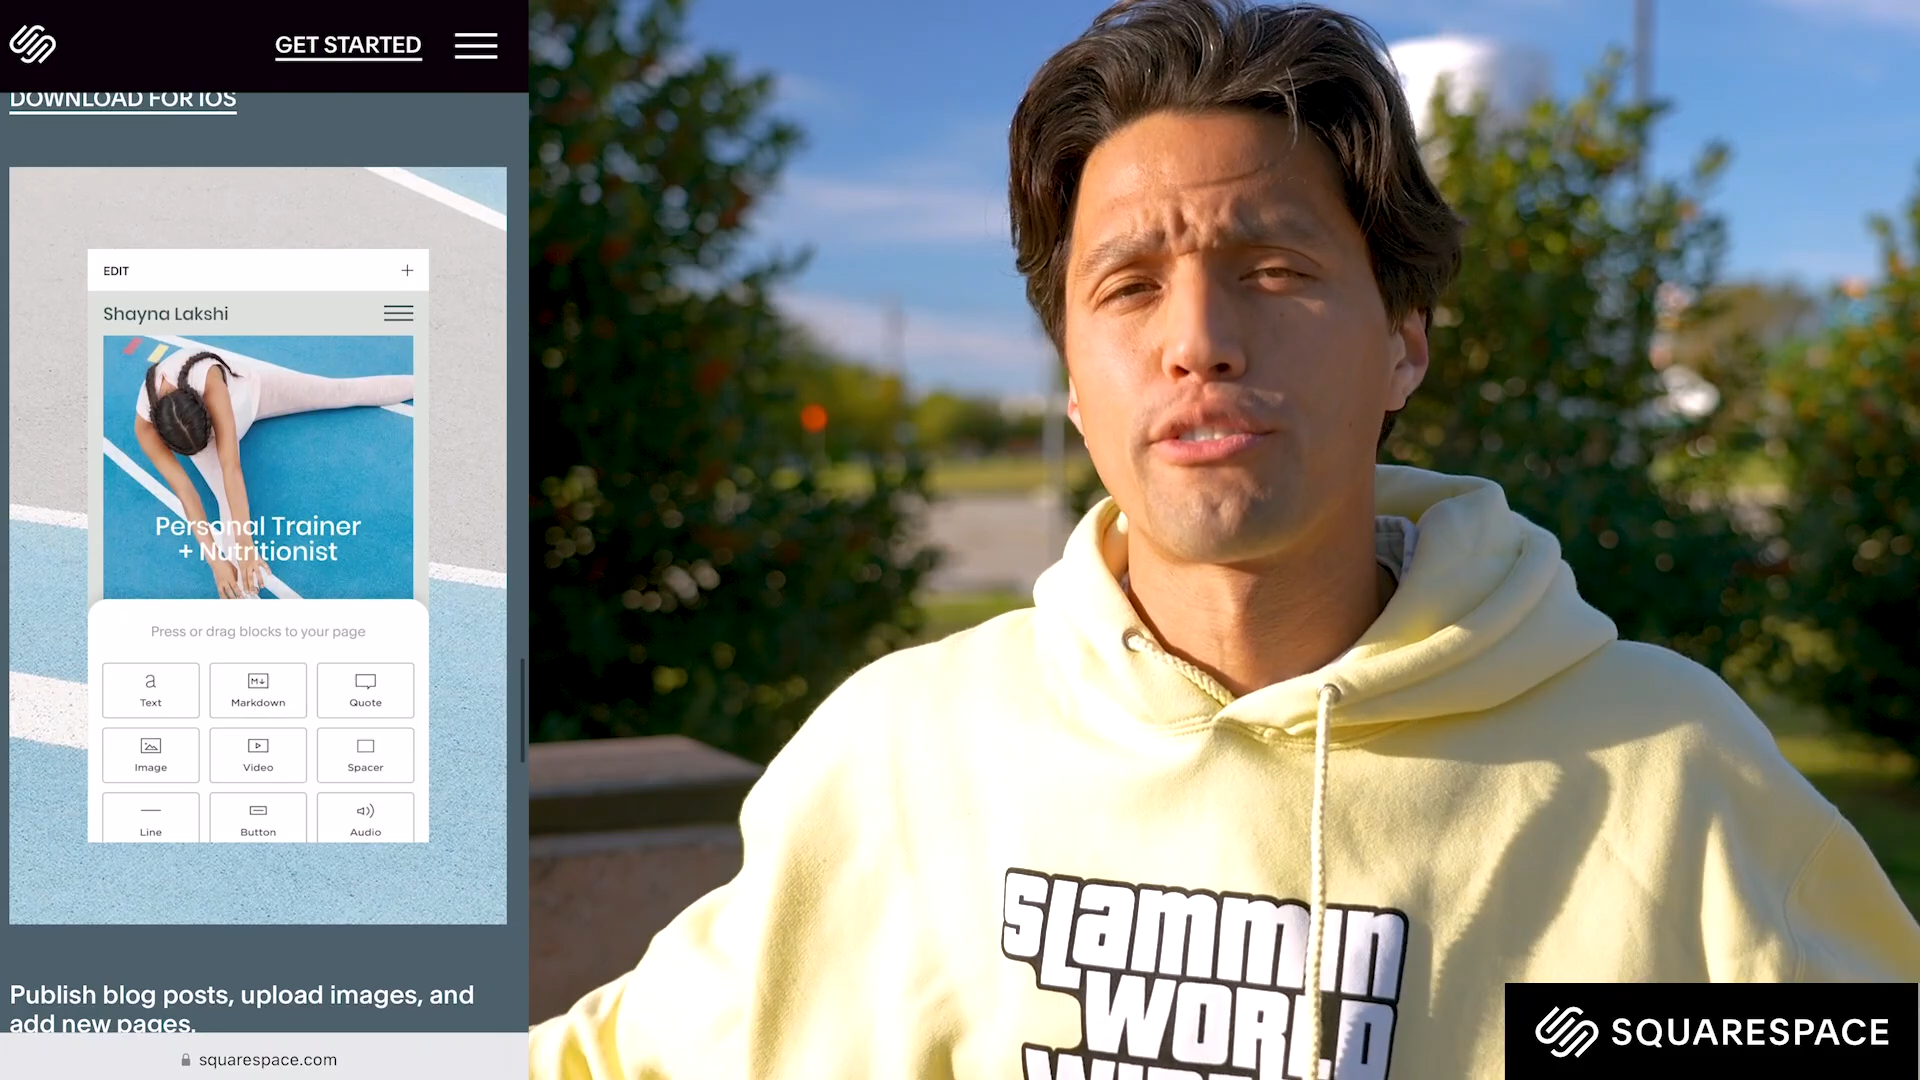 GET STARTED
DOWNLOAD FOR IOS
EDIT
Shayna Lakshi
Personal Trainer
+ Nutritionist
Press or drag blocks to your page
a
Text
M
Markdown
Quote
Image
Video
Spacer
Line
Button
Audio
Publish blog posts, upload images, and
add new pages.
squarespace.com
slammin
WORLD
SQUARESPACE